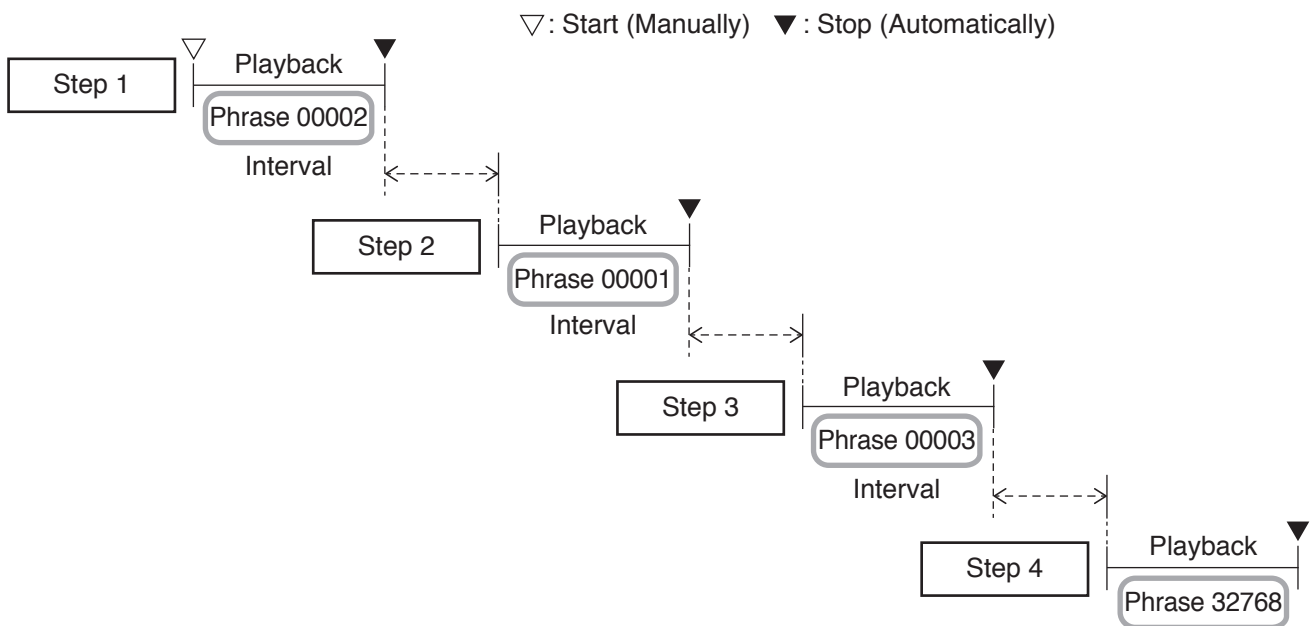 ▽: Start (Manually) ▼: Stop (Automatically)
Step 1
Playback
Phrase 00002
Interval
Step 2
Playback
Phrase 00001
Interval
Step 3
Playback
Phrase 00003
Interval
Step 4
Playback
Phrase 32768